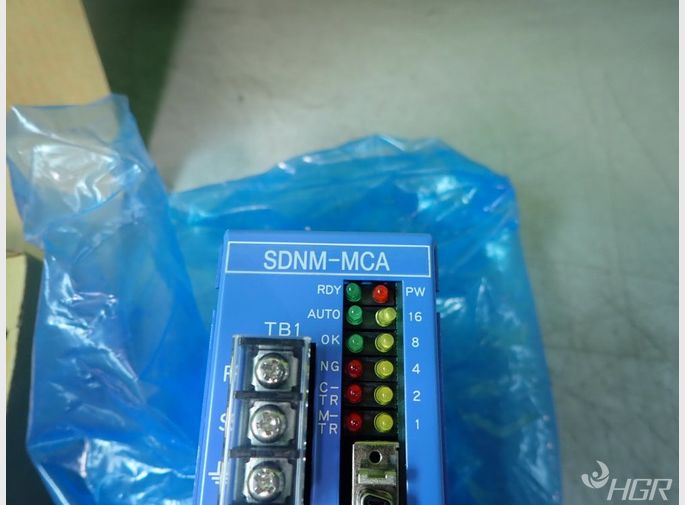 SDNM-MCA
RDY PW
AUTO 16
TB1
OK 8
NG 4
C-TR 2
M-TR 1
HGR